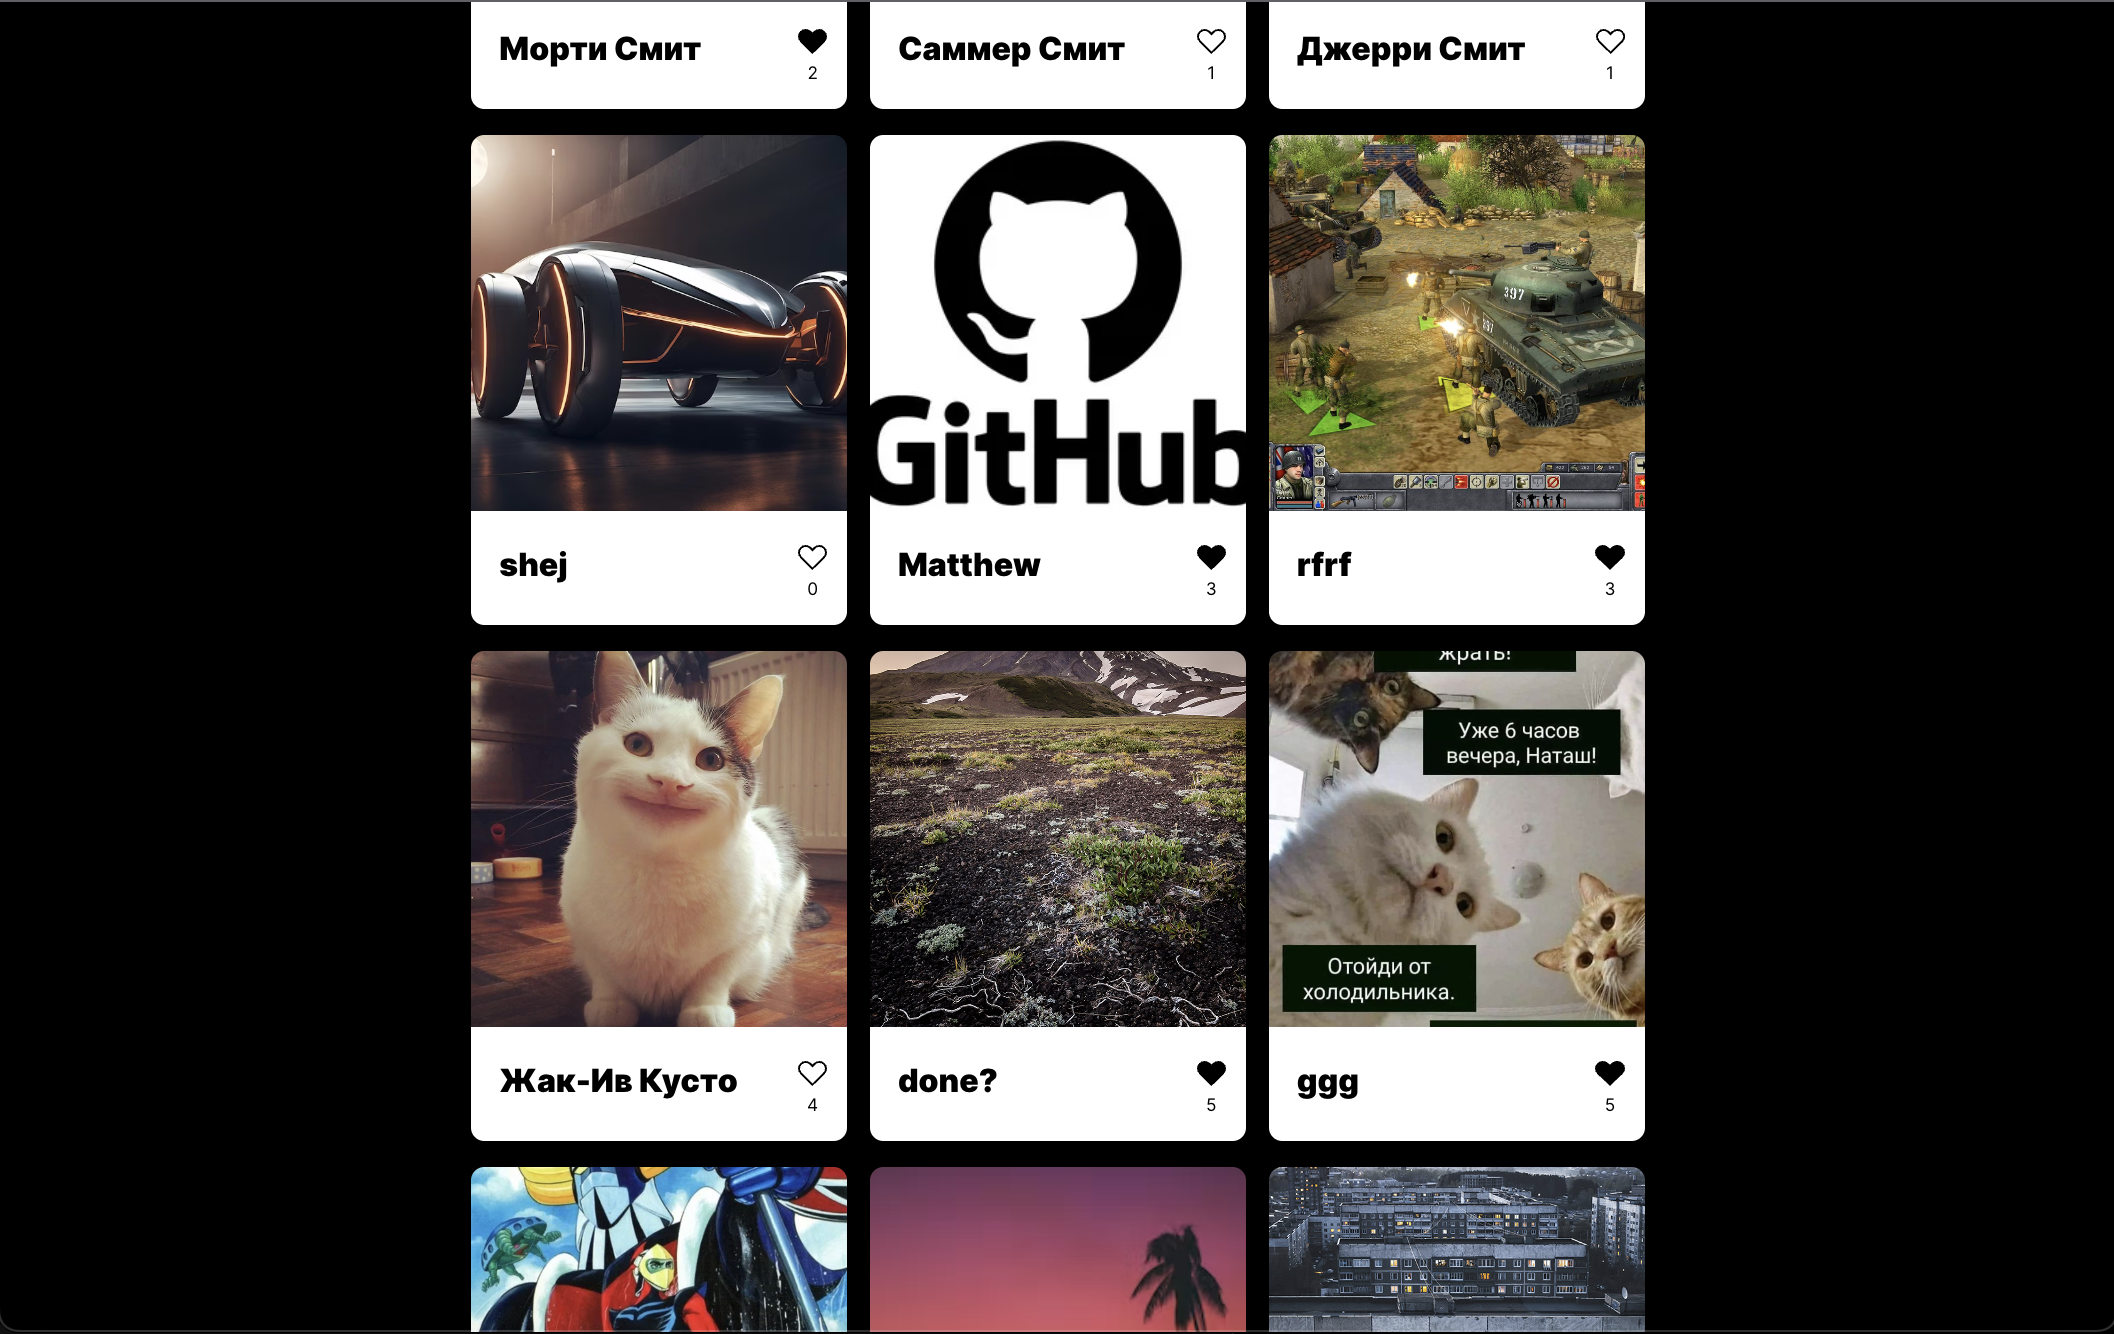 Морти Смит
2
Саммер Смит
1
Джерри Смит
1
GitHub
397
shej
0
Matthew
3
rfrf
3
жрать!
Уже 6 часов
вечера, Наташ!
Отойди от
холодильника.
Жак-Ив Кусто
4
done?
5
ggg
5